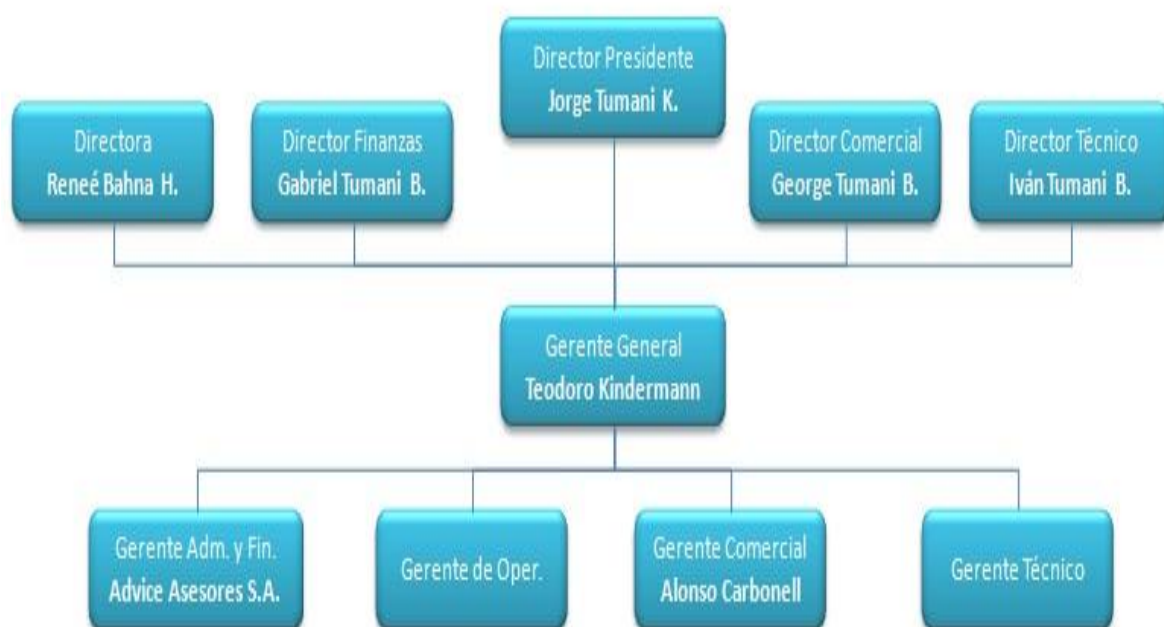 Director Presidente
Jorge Tumani K.
Directora
Reneé Bahna H.
Director Finanzas
Gabriel Tumani B.
Director Comercial
George Tumani B.
Director Técnico
Iván Tumani B.
Gerente General
Teodoro Kindermann
Gerente Adm. y Fin.
Advice Asesores S.A.
Gerente de Oper.
Gerente Comercial
Alonso Carbonell
Gerente Técnico